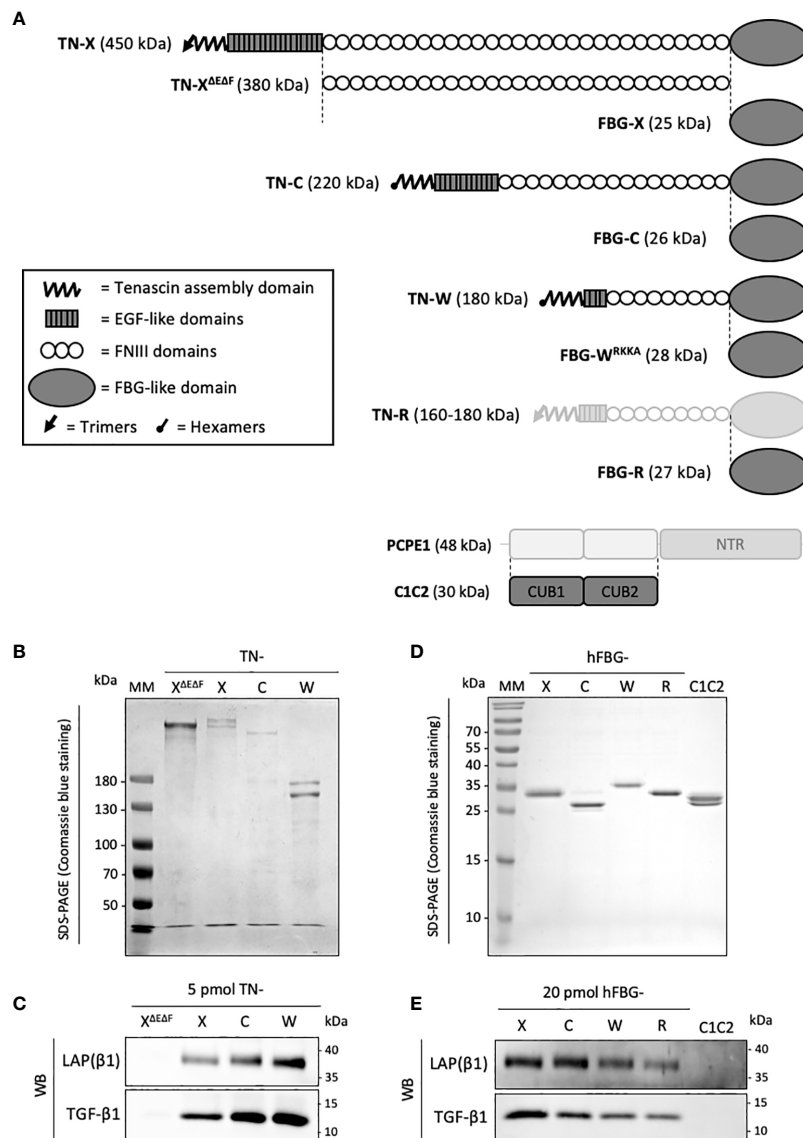 A
TN-X (450 kDa)
TN-XΔEΔF (380 kDa)
FBG-X (25 kDa)
TN-C (220 kDa)
FBG-C (26 kDa)
= Tenascin assembly domain
= EGF-like domains
= FNIII domains
= FBG-like domain
= Trimers
= Hexamers
TN-W (180 kDa)
FBG-WRKKA (28 kDa)
TN-R (160-180 kDa)
FBG-R (27 kDa)
PCPE1 (48 kDa)
NTR
C1C2 (30 kDa)
CUB1
CUB2
B
TN-
kDa
MM
XΔEΔF
X
C
W
SDS-PAGE (Coomassie blue staining)
180
130
100
70
50
D
hFBG-
kDa
MM
X
C
W
R
C1C2
SDS-PAGE (Coomassie blue staining)
70
55
40
35
25
15
10
C
5 pmol TN-
XΔEΔF
X
C
W
kDa
WB
LAP(β1)
40
35
TGF-β1
15
10
E
20 pmol hFBG-
X
C
W
R
C1C2
kDa
WB
LAP(β1)
40
35
TGF-β1
15
10